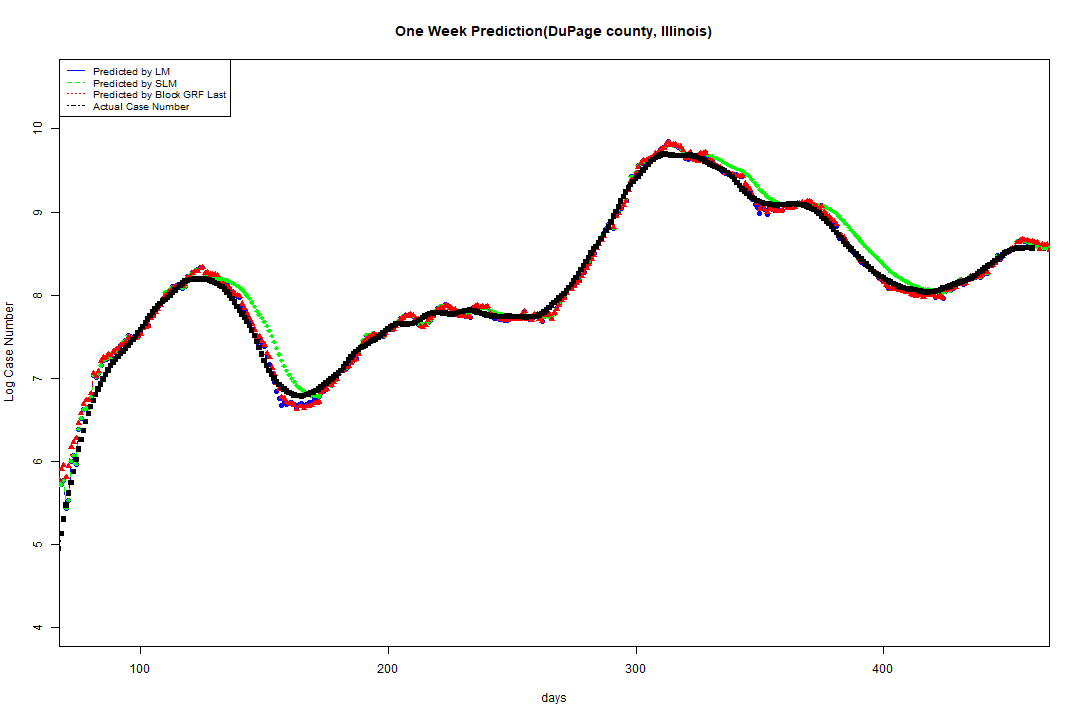 One Week Prediction(DuPage county, Illinois)
Predicted by LM
Predicted by SLM
Predicted by Block GRF Last
Actual Case Number
10
9
8
7
6
5
4
Log Case Number
100
200
300
400
days